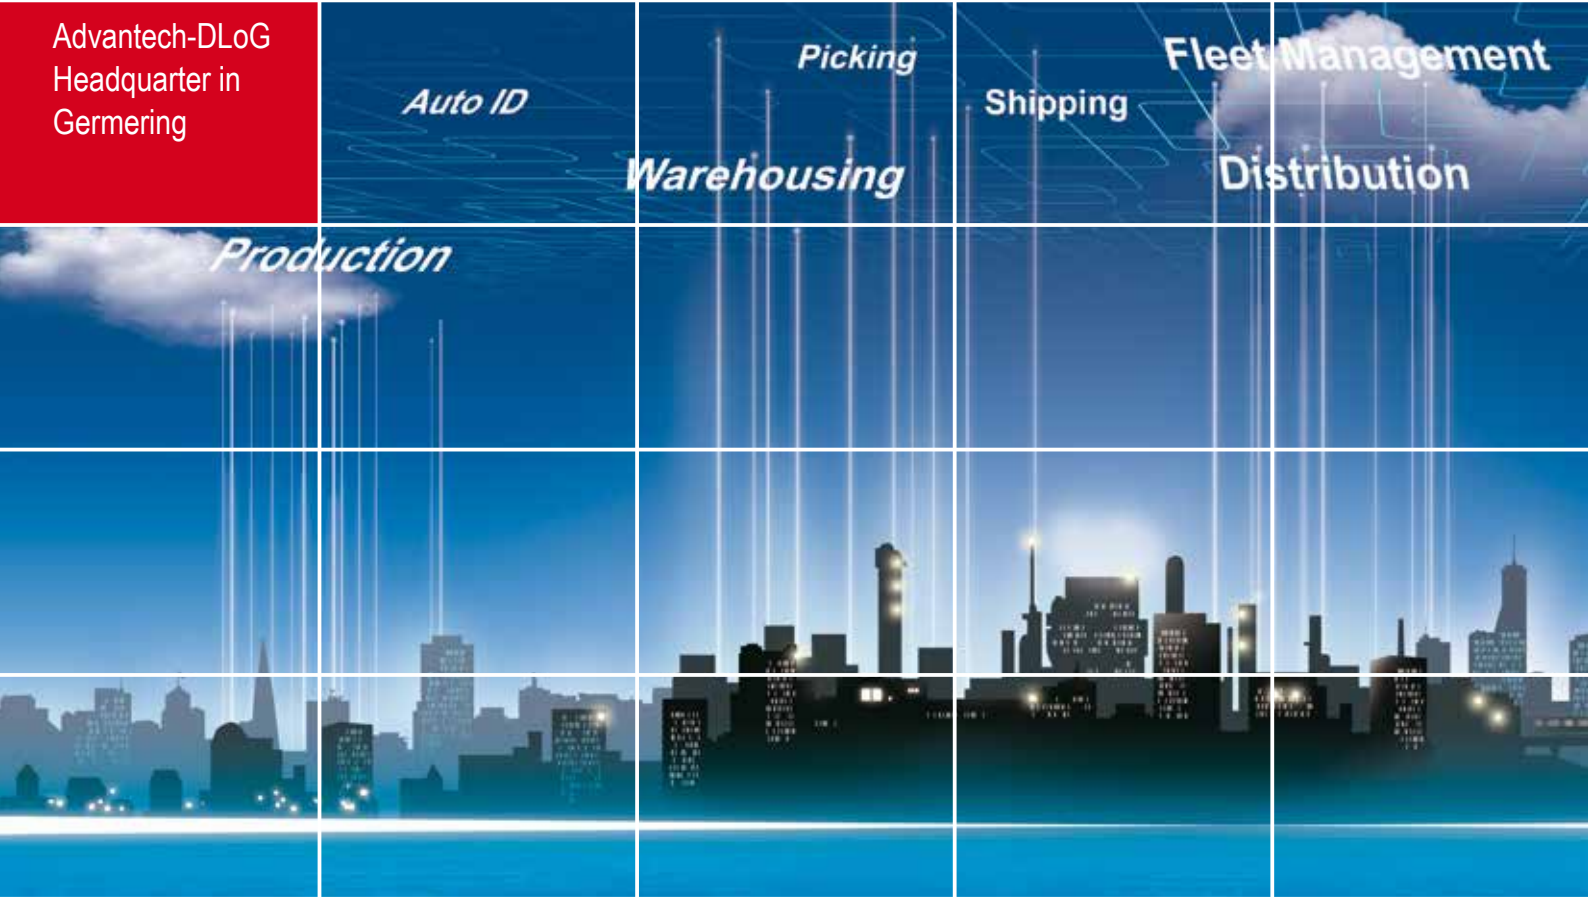 Advantech-DLoG
Headquarter in
Germering
Picking
Fleet Management
Auto ID
Shipping
Warehousing
Distribution
Production